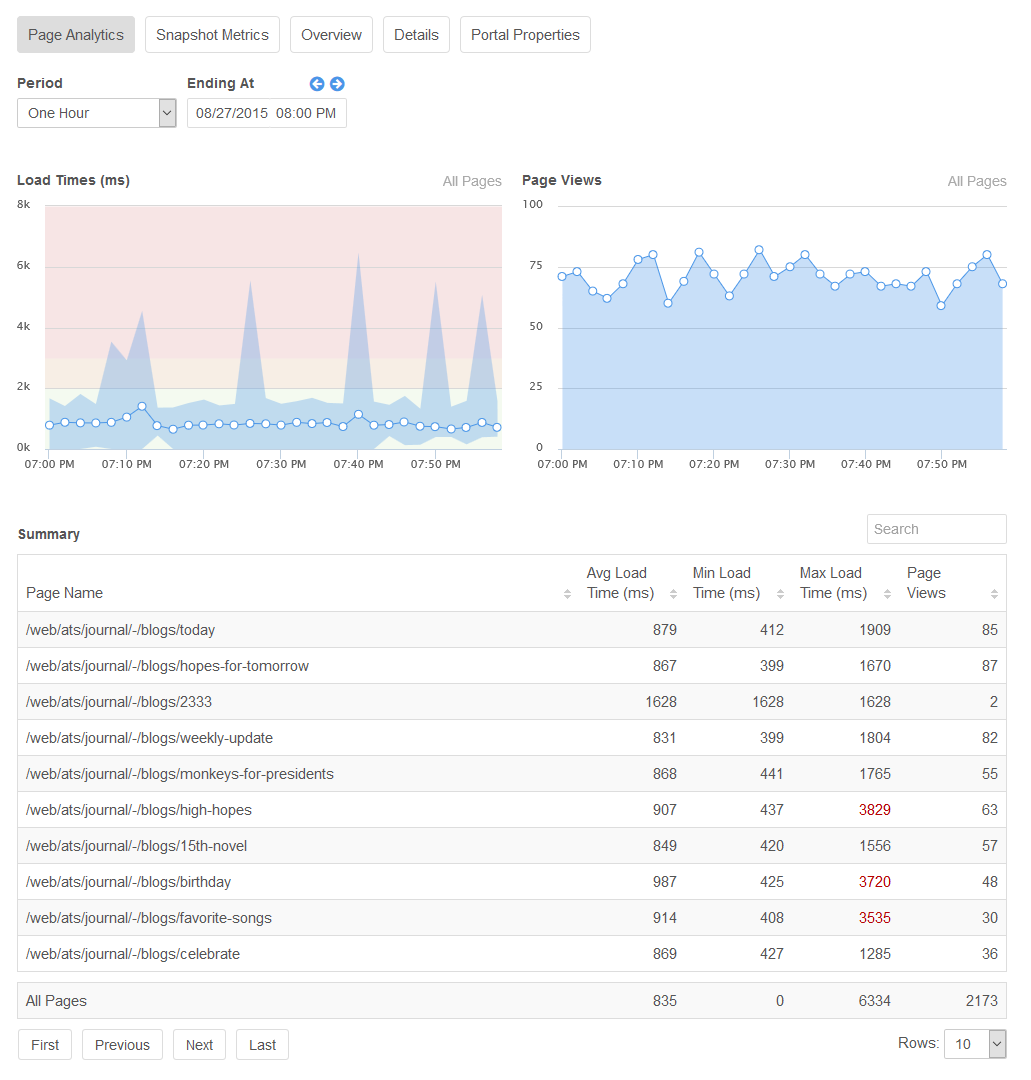 Page Analytics Snapshot Metrics Overview Details Portal Properties
Period Ending At
One Hour 08/27/2015 08:00 PM
Load Times (ms) All Pages
8k
6k
4k
2k
0k
07:00 PM 07:10 PM 07:20 PM 07:30 PM 07:40 PM 07:50 PM
Page Views All Pages
100
75
50
25
0
07:00 PM 07:10 PM 07:20 PM 07:30 PM 07:40 PM 07:50 PM
Summary Search
Page Name Avg Load Time (ms) Min Load Time (ms) Max Load Time (ms) Page Views
/web/ats/journal/-/blogs/today 879 412 1909 85
/web/ats/journal/-/blogs/hopes-for-tomorrow 867 399 1670 87
/web/ats/journal/-/blogs/2333 1628 1628 1628 2
/web/ats/journal/-/blogs/weekly-update 831 399 1804 82
/web/ats/journal/-/blogs/monkeys-for-presidents 868 441 1765 55
/web/ats/journal/-/blogs/high-hopes 907 437 3829 63
/web/ats/journal/-/blogs/15th-novel 849 420 1556 57
/web/ats/journal/-/blogs/birthday 987 425 3720 48
/web/ats/journal/-/blogs/favorite-songs 914 408 3535 30
/web/ats/journal/-/blogs/celebrate 869 427 1285 36
All Pages 835 0 6334 2173
First Previous Next Last Rows: 10